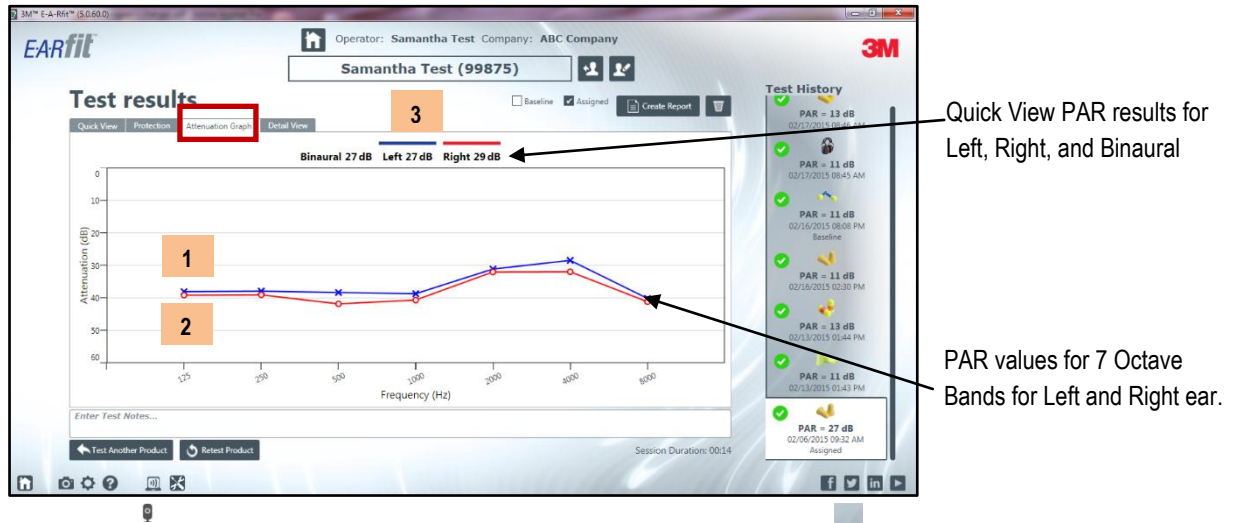 3M™ E-A-Rfit™ (5.0.60.0)
E·A·Rfit™
Operator: Samantha Test Company: ABC Company
3M
Samantha Test (99875)
Test results
Baseline Assigned Create Report
Quick View Protection Attenuation Graph Detail View
3
Binaural 27 dB Left 27 dB Right 29 dB
0
10
20
30
40
50
60
Attenuation (dB)
1
2
125 250 500 1000 2000 4000 8000
Frequency (Hz)
Enter Test Notes...
Test Another Product Retest Product
Session Duration: 00:14
Test History
PAR = 13 dB
02/17/2015 08:46 AM
PAR = 11 dB
02/17/2015 08:45 AM
PAR = 11 dB
02/16/2015 08:08 PM
Baseline
PAR = 11 dB
02/16/2015 02:30 PM
PAR = 13 dB
02/13/2015 01:44 PM
PAR = 11 dB
02/13/2015 01:43 PM
PAR = 27 dB
02/06/2015 09:32 AM
Assigned
Quick View PAR results for
Left, Right, and Binaural
PAR values for 7 Octave
Bands for Left and Right ear.